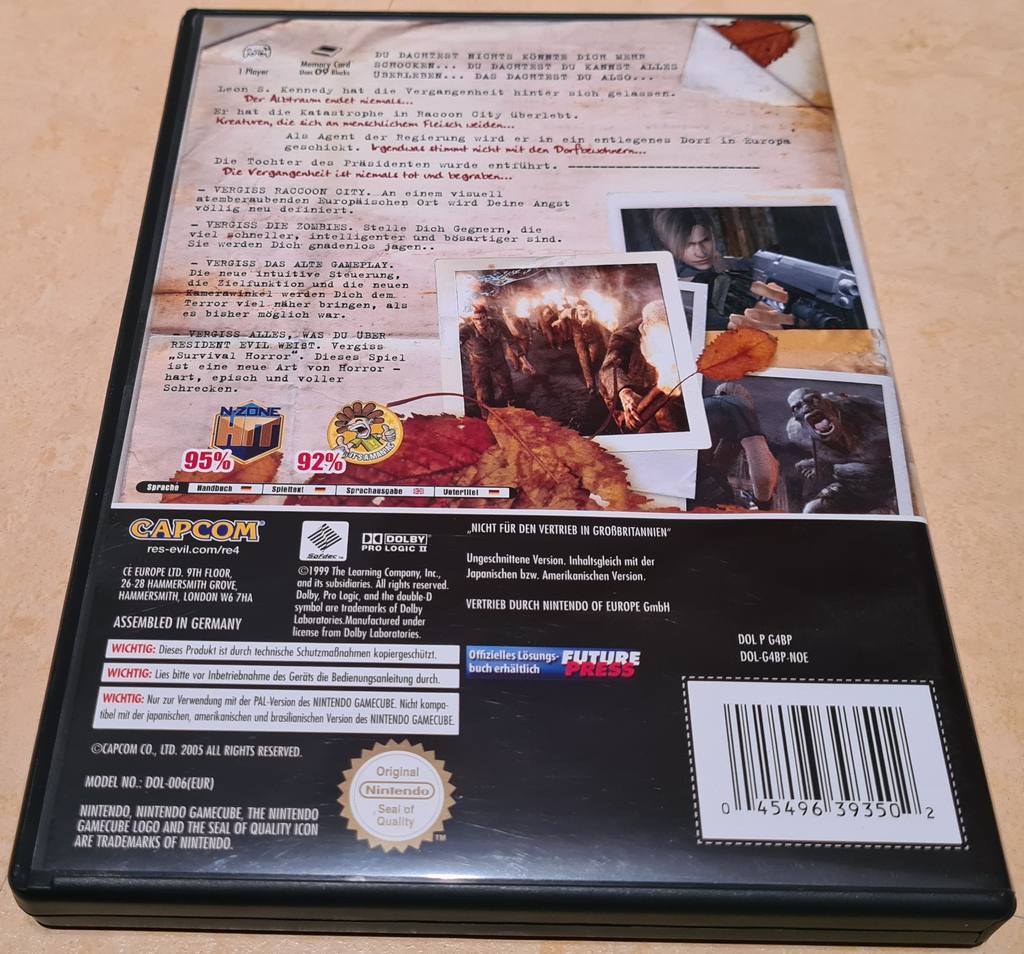 1 Player
Memory Card
Uses 09 Blocks
DU DACHTEST NICHTS KÖNNTE DICH MEHR
SCHOCKEN... DU DACHTEST DU KANNST ALLES
ÜBERLEBEN... DAS DACHTEST DU ALSO...
Leon S. Kennedy hat die Vergangenheit hinter sich gelassen.
Der Albtraum endet niemals...
Er hat die Katastrophe in Racoon City überlebt.
Kreaturen, die sich an menschlichem Fleisch weiden...
Als Agent der Regierung wird er in ein entlegenes Dorf in Europa
geschickt. Irgendwas stimmt nicht mit den Dorfbewohnern...
Die Tochter des Präsidenten wurde entführt.
Die Vergangenheit ist niemals tot und begraben...
– VERGISS RACCOON CITY. An einem visuell
atemberaubenden Europäischen Ort wird Deine Angst
völlig neu definiert.
– VERGISS DIE ZOMBIES. Stelle Dich Gegnern, die
viel schneller, intelligenter und bösartiger sind.
Sie werden Dich gnadenlos jagen..
– VERGISS DAS ALTE GAMEPLAY.
Die neue intuitive Steuerung,
die Zielfunktion und die neuen
Kamerawinkel werden Dich dem
Terror viel näher bringen, als
es bisher möglich war.
– VERGISS ALLES, WAS DU ÜBER
RESIDENT EVIL WEIßT. Vergiss
„Survival Horror". Dieses Spiel
ist eine neue Art von Horror –
hart, episch und voller
Schrecken.
N-ZONE
HIT
95%
IT'S A MANIAC
92%
Sprache Handbuch Spieltext Sprachausgabe Untertitel
CAPCOM
res-evil.com/re4
CE EUROPE LTD. 9TH FLOOR,
26-28 HAMMERSMITH GROVE,
HAMMERSMITH, LONDON W6 7HA
ASSEMBLED IN GERMANY
Sofdec
DOLBY
PRO LOGIC II
©1999 The Learning Company, Inc.,
and its subsidiaries. All rights reserved.
Dolby, Pro Logic, and the double-D
symbol are trademarks of Dolby
Laboratories.Manufactured under
license from Dolby Laboratories.
„NICHT FÜR DEN VERTRIEB IN GROßBRITANNIEN"
Ungeschnittene Version. Inhaltsgleich mit der
Japanischen bzw. Amerikanischen Version.
VERTRIEB DURCH NINTENDO OF EUROPE GmbH
WICHTIG: Dieses Produkt ist durch technische Schutzmaßnahmen kopiergeschützt.
WICHTIG: Lies bitte vor Inbetriebnahme des Geräts die Bedienungsanleitung durch.
WICHTIG: Nur zur Verwendung mit der PAL-Version des NINTENDO GAMECUBE. Nicht kompa-
tibel mit der japanischen, amerikanischen und brasilianischen Version des NINTENDO GAMECUBE.
Offizielles Lösungs-
buch erhältlich
FUTURE
PRESS
DOL P G4BP
DOL-G4BP-NOE
©CAPCOM CO., LTD. 2005 ALL RIGHTS RESERVED.
MODEL NO.: DOL-006(EUR)
NINTENDO, NINTENDO GAMECUBE, THE NINTENDO
GAMECUBE LOGO AND THE SEAL OF QUALITY ICON
ARE TRADEMARKS OF NINTENDO.
Original
Nintendo
Seal of
Quality
TM
0 45496 39350 2